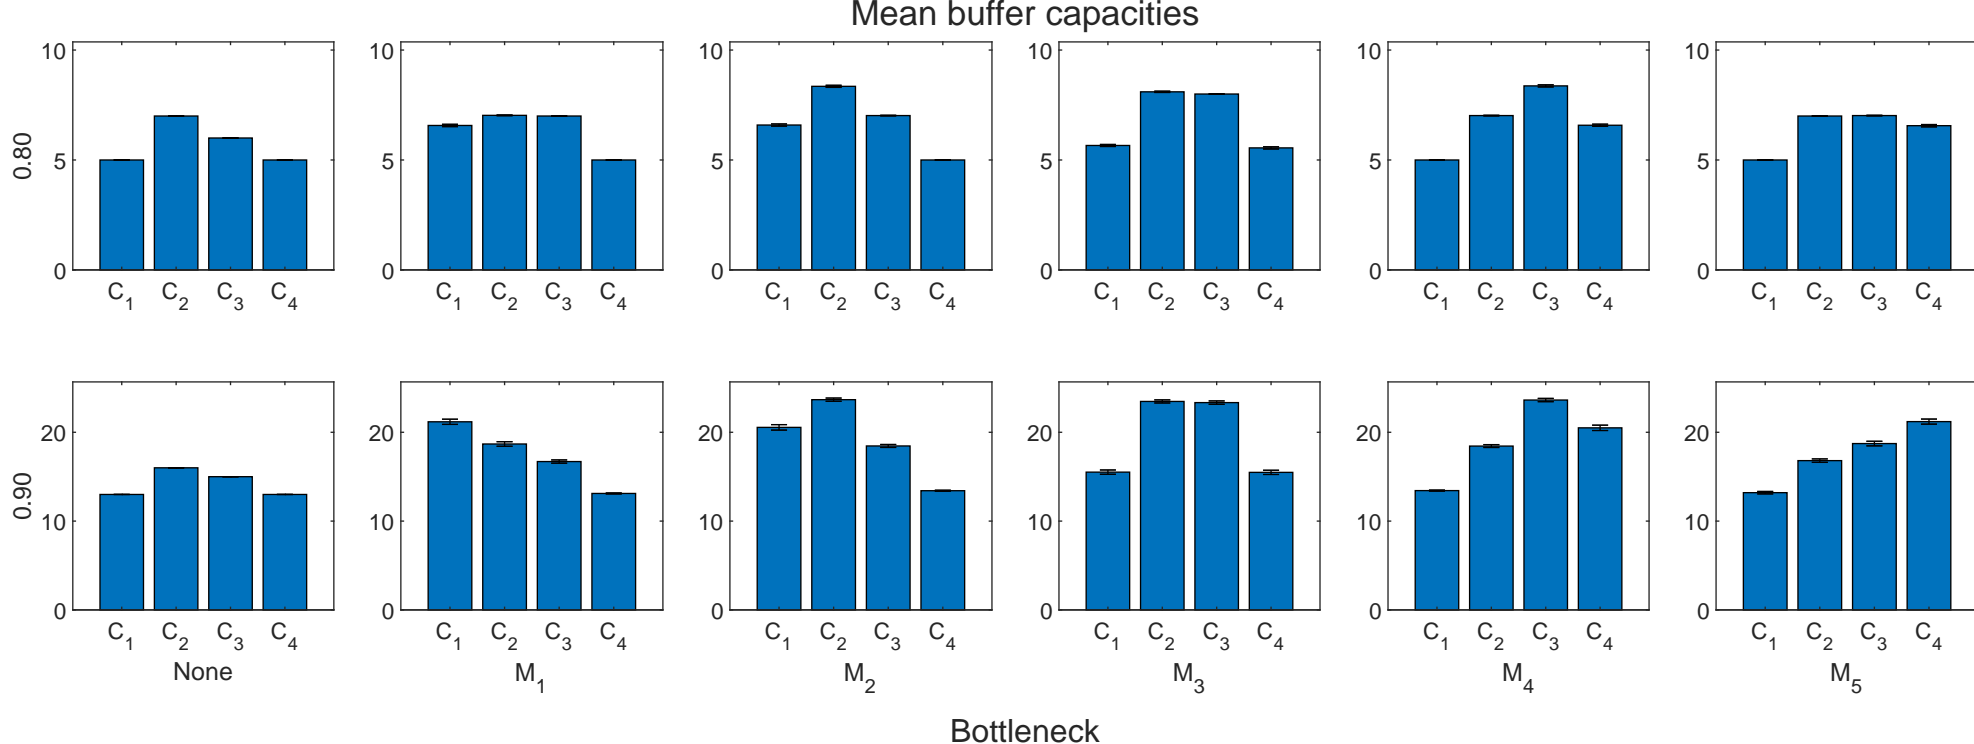 Mean buffer capacities
10 10 10 10 10 10
5 5 5 5 5 5
0.80
0 0 0 0 0 0
C1 C2 C3 C4 C1 C2 C3 C4 C1 C2 C3 C4 C1 C2 C3 C4 C1 C2 C3 C4 C1 C2 C3 C4
20 20 20 20 20 20
0.90
10 10 10 10 10 10
0 0 0 0 0 0
C1 C2 C3 C4 C1 C2 C3 C4 C1 C2 C3 C4 C1 C2 C3 C4 C1 C2 C3 C4 C1 C2 C3 C4
None M1 M2 M3 M4 M5
Bottleneck